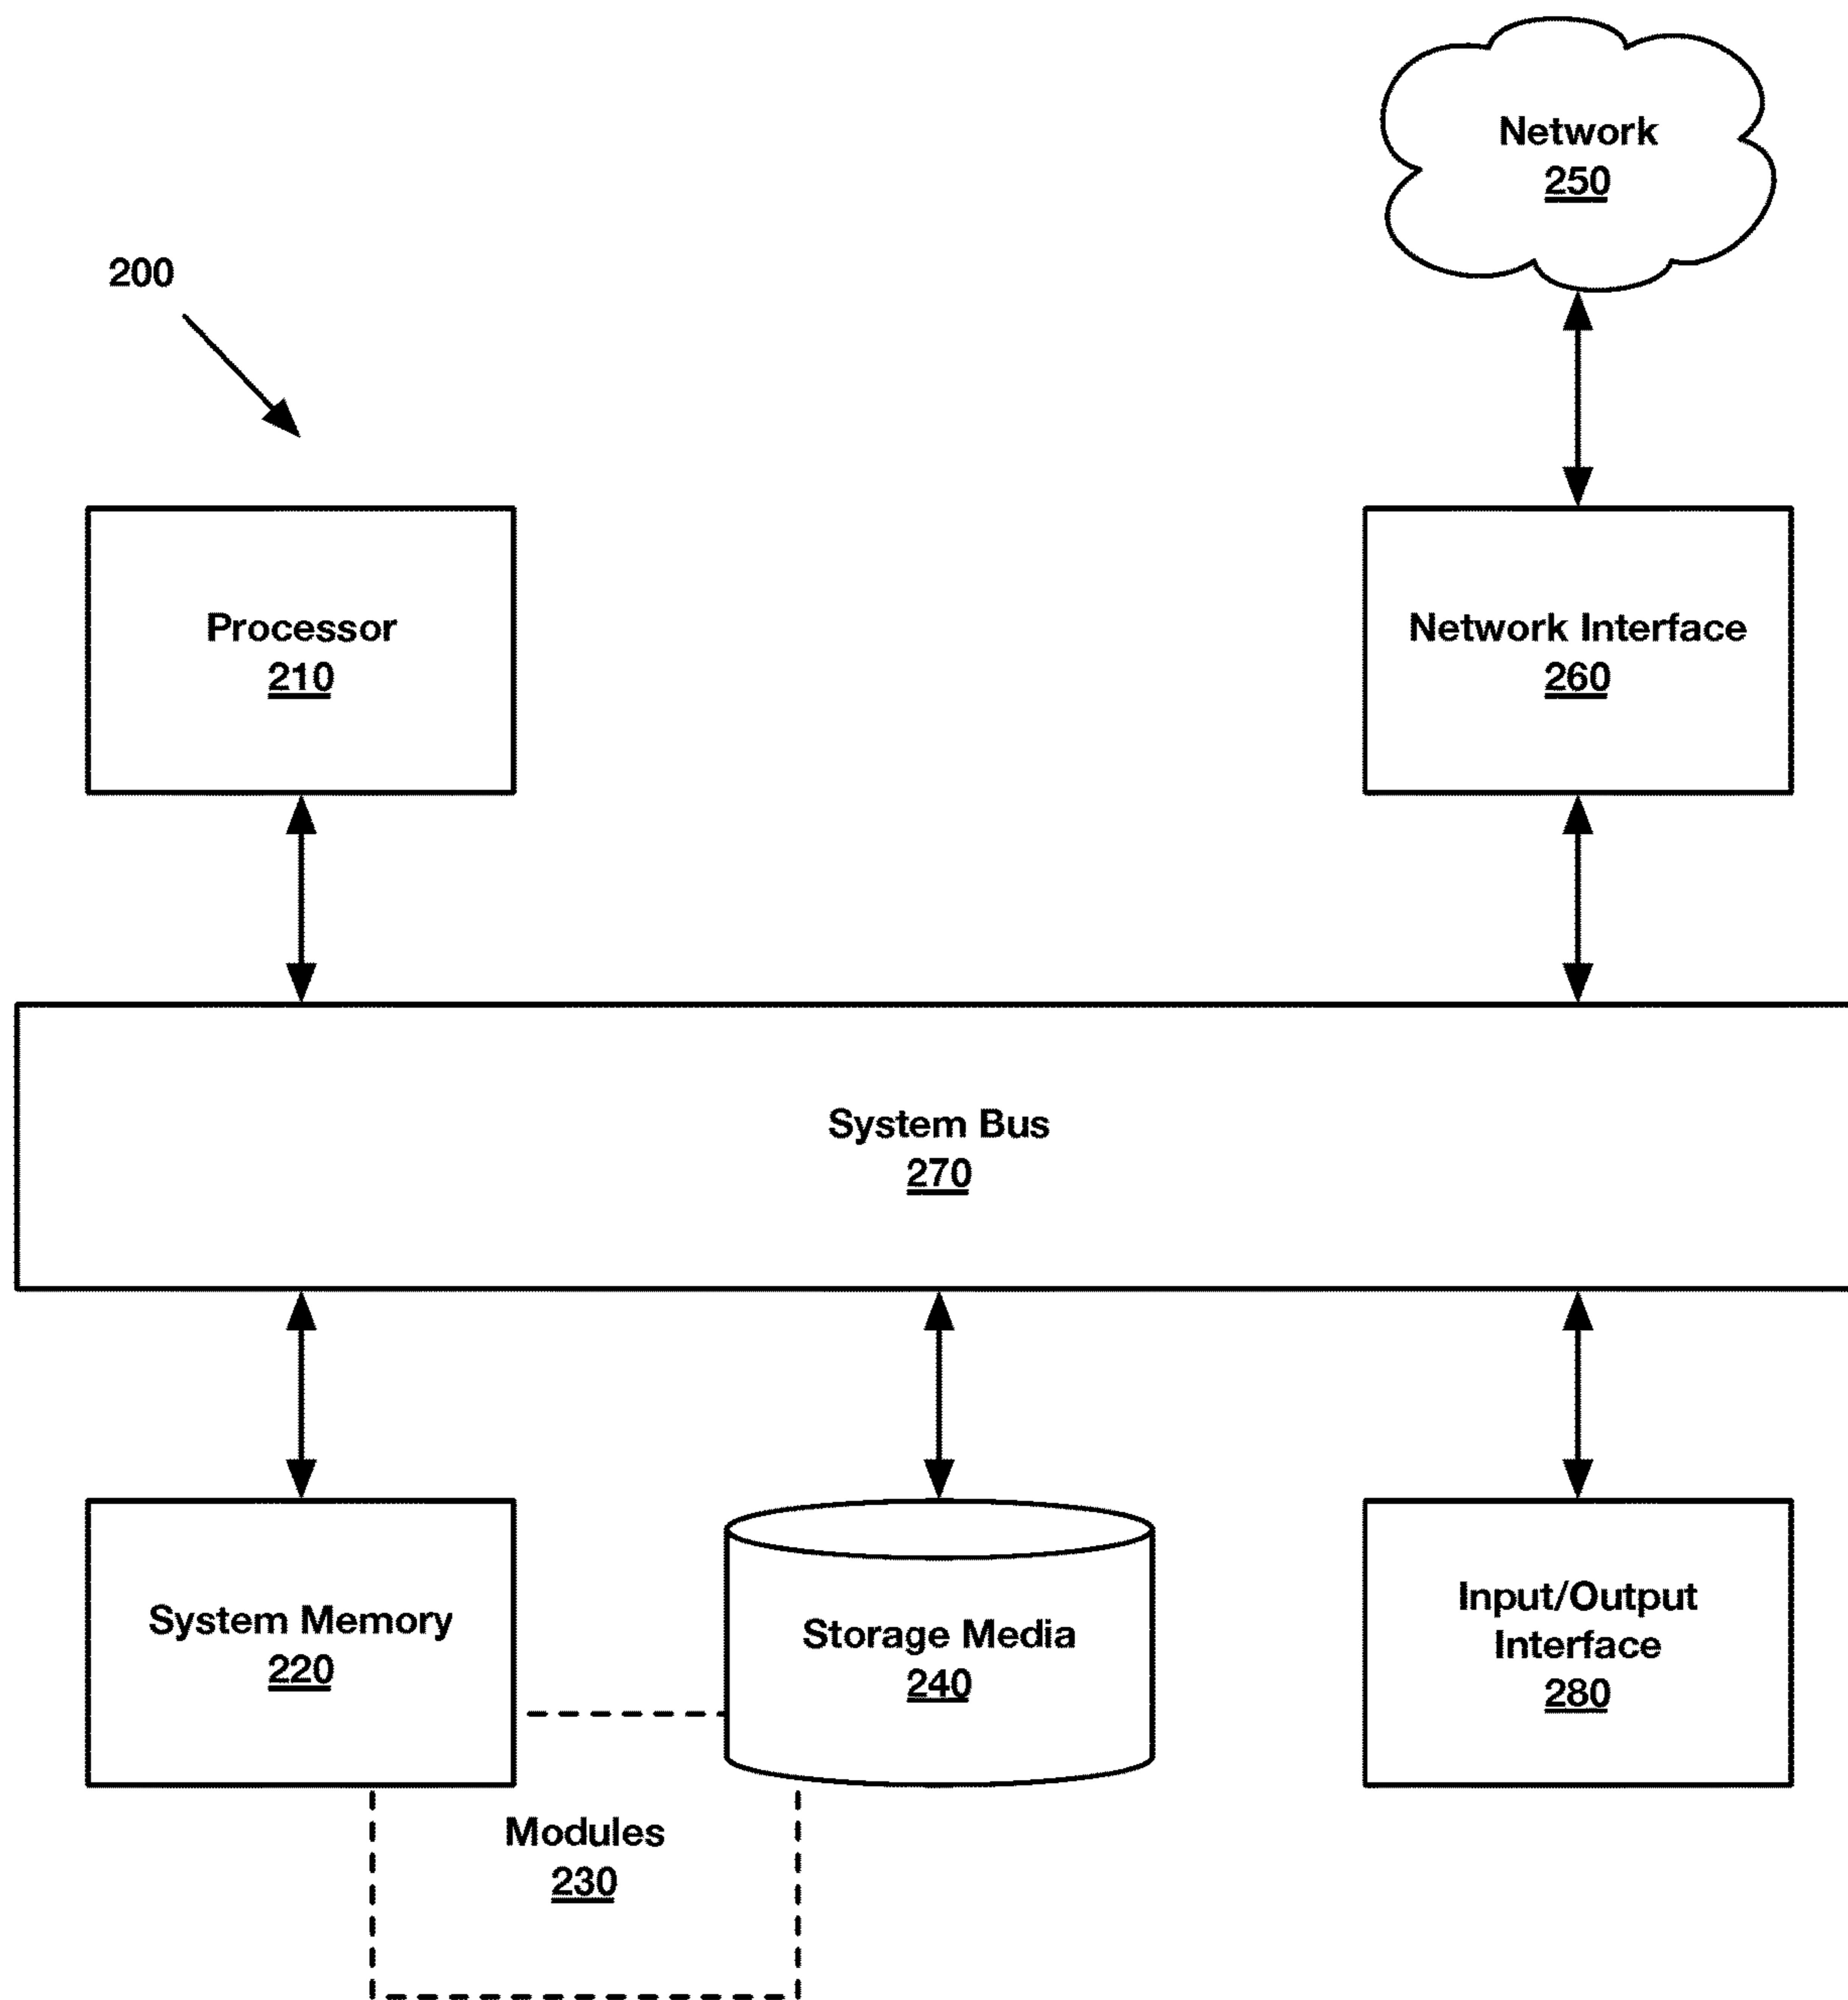 Network
250
200
Processor
210
Network Interface
260
System Bus
270
System Memory
220
Storage Media
240
Input/Output
Interface
280
Modules
230